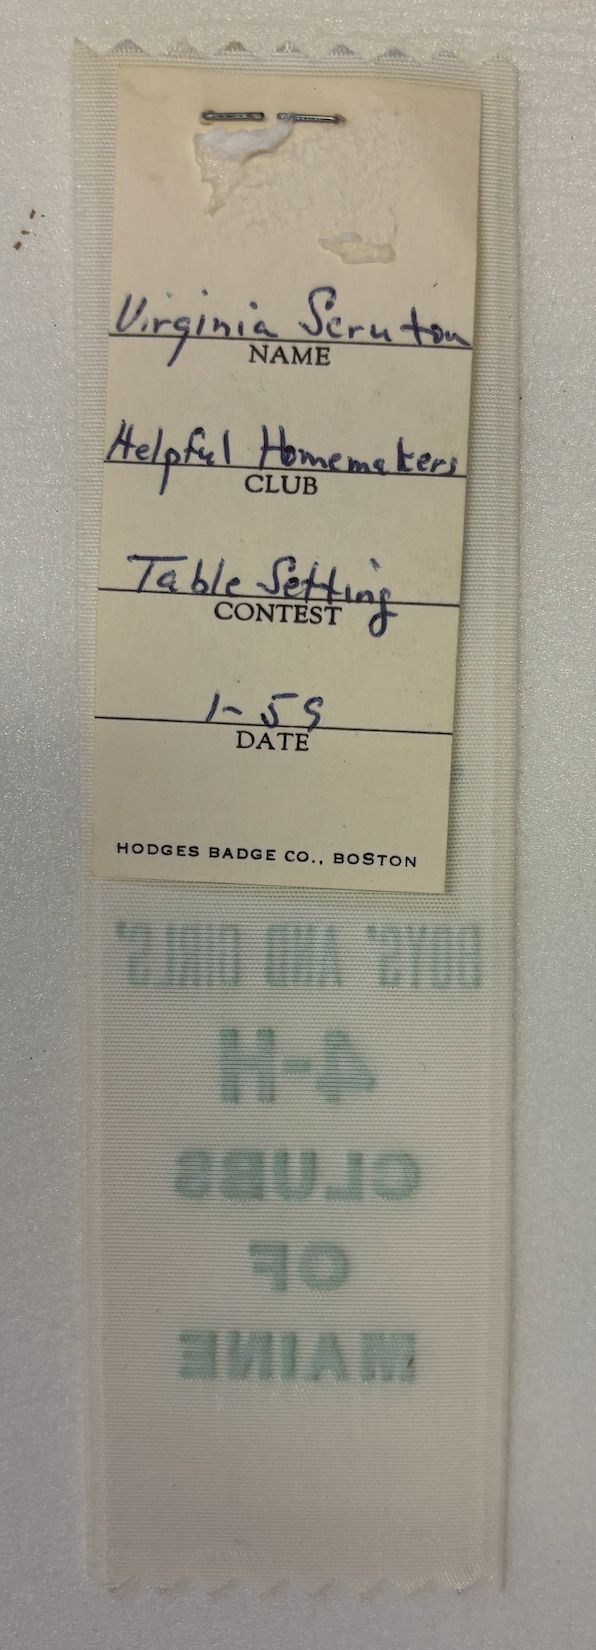 Virginia Scruton
NAME
Helpful Homemakers
CLUB
Table Setting
CONTEST
1-59
DATE
HODGES BADGE CO., BOSTON
BOYS' AND GIRLS'
4-H
CLUBS
OF
MAINE